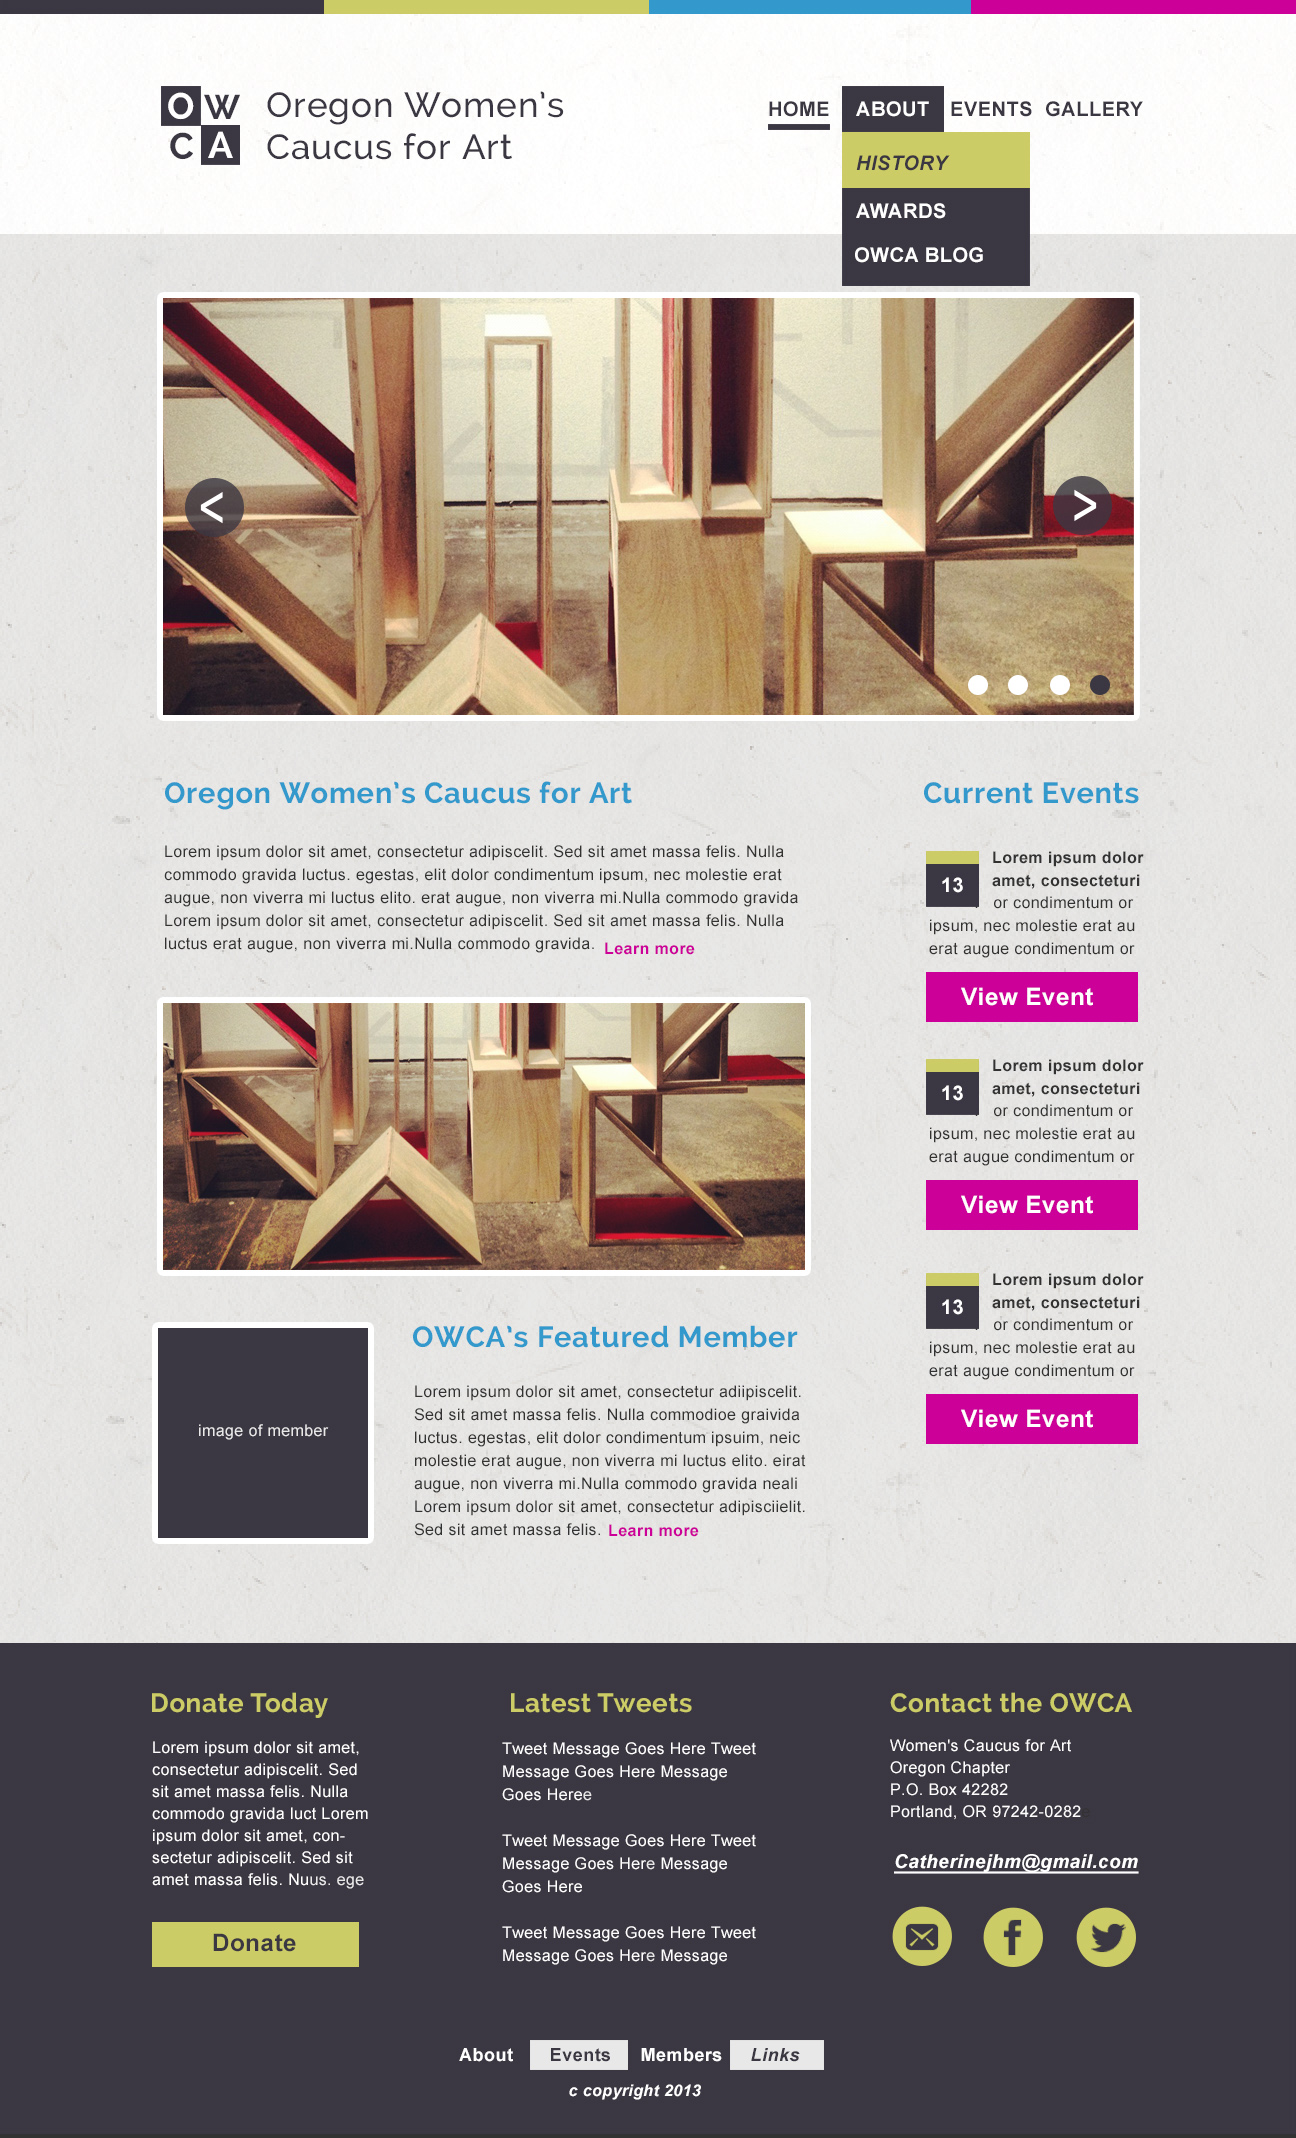 OW
CA
Oregon Women's
Caucus for Art
HOME ABOUT EVENTS GALLERY
HISTORY
AWARDS
OWCA BLOG
<
>
Oregon Women's Caucus for Art
Lorem ipsum dolor sit amet, consectetur adipiscelit. Sed sit amet massa felis. Nulla
commodo gravida luctus. egestas, elit dolor condimentum ipsum, nec molestie erat
augue, non viverra mi luctus elito. erat augue, non viverra mi.Nulla commodo gravida
Lorem ipsum dolor sit amet, consectetur adipiscelit. Sed sit amet massa felis. Nulla
luctus erat augue, non viverra mi.Nulla commodo gravida. Learn more
Current Events
13
Lorem ipsum dolor
amet, consecteturi
or condimentum or
ipsum, nec molestie erat au
erat augue condimentum or
View Event
13
Lorem ipsum dolor
amet, consecteturi
or condimentum or
ipsum, nec molestie erat au
erat augue condimentum or
View Event
13
Lorem ipsum dolor
amet, consecteturi
or condimentum or
ipsum, nec molestie erat au
erat augue condimentum or
View Event
image of member
OWCA's Featured Member
Lorem ipsum dolor sit amet, consectetur adiipiscelit.
Sed sit amet massa felis. Nulla commodioe graivida
luctus. egestas, elit dolor condimentum ipsuim, neic
molestie erat augue, non viverra mi luctus elito. eirat
augue, non viverra mi.Nulla commodo gravida neali
Lorem ipsum dolor sit amet, consectetur adipisciielit.
Sed sit amet massa felis. Learn more
Donate Today
Lorem ipsum dolor sit amet,
consectetur adipiscelit. Sed
sit amet massa felis. Nulla
commodo gravida luct Lorem
ipsum dolor sit amet, con-
sectetur adipiscelit. Sed sit
amet massa felis. Nuus. ege
Donate
Latest Tweets
Tweet Message Goes Here Tweet
Message Goes Here Message
Goes Heree
Tweet Message Goes Here Tweet
Message Goes Here Message
Goes Here
Tweet Message Goes Here Tweet
Message Goes Here Message
Contact the OWCA
Women's Caucus for Art
Oregon Chapter
P.O. Box 42282
Portland, OR 97242-0282
Catherinejhm@gmail.com
About Events Members Links
c copyright 2013